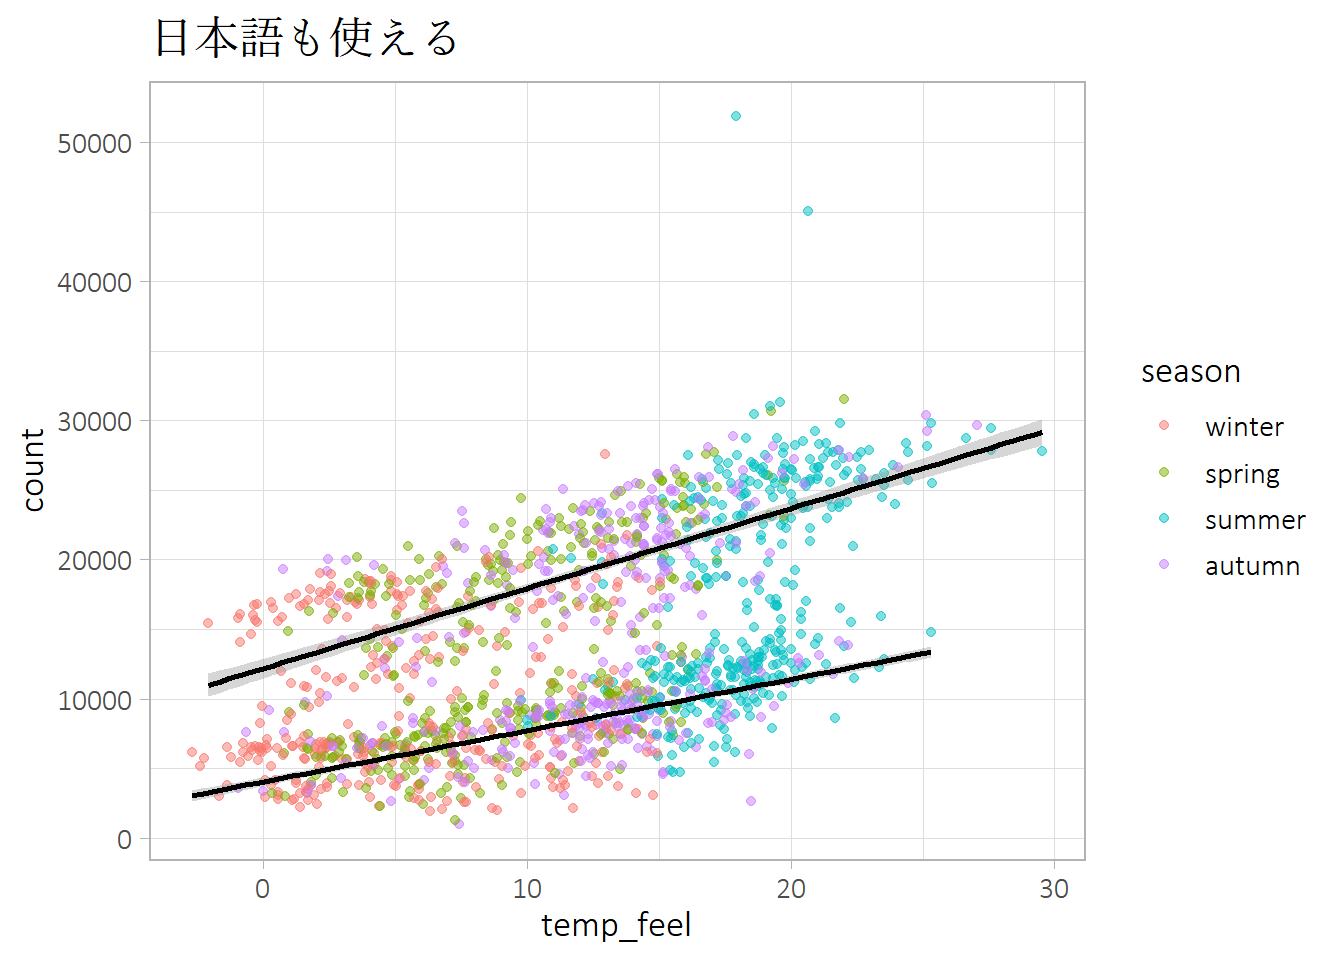 日本語も使える
50000
40000
30000
20000
10000
0
count
0 10 20 30
temp_feel
season
winter
spring
summer
autumn